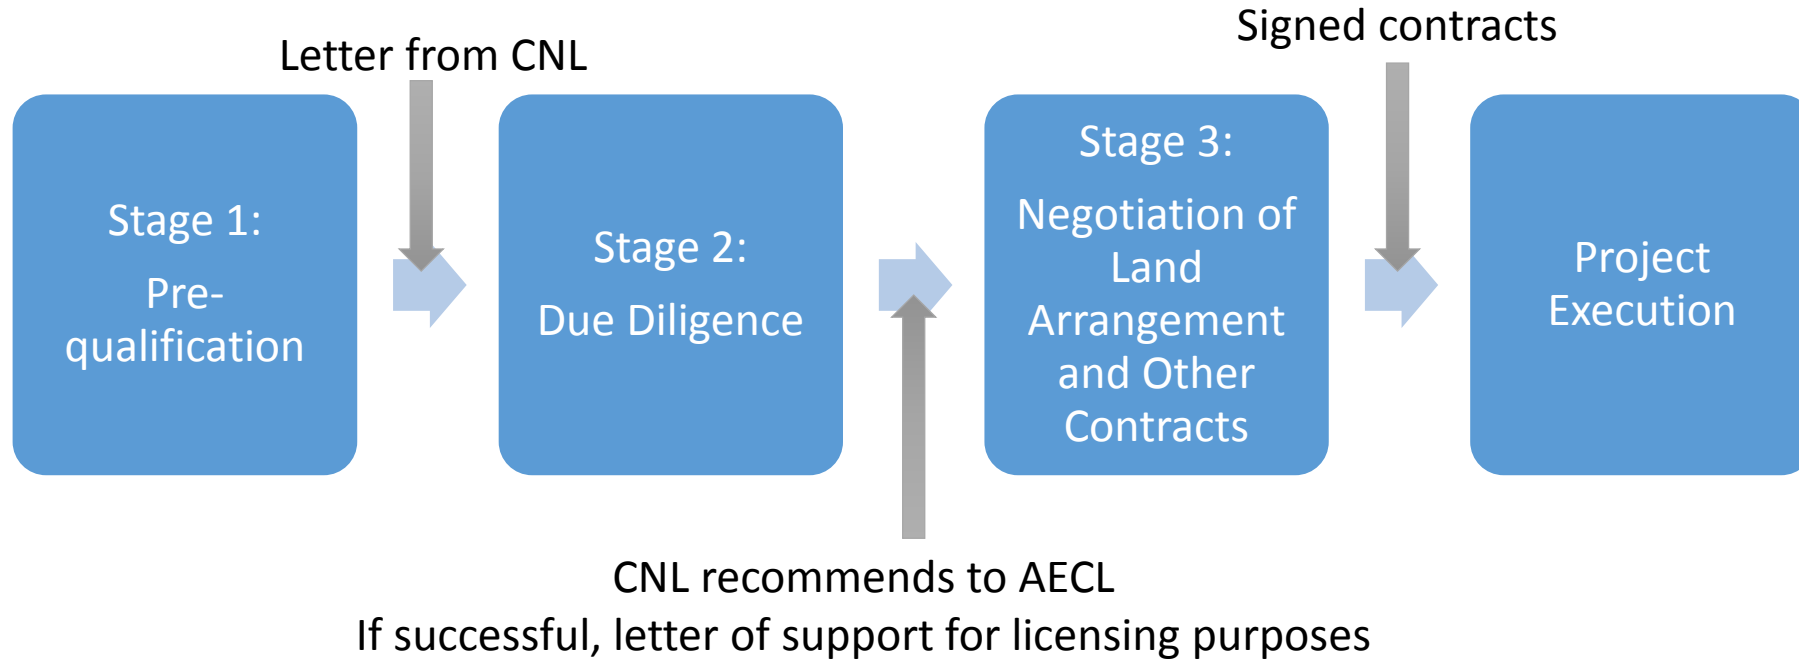 Letter from CNL
Signed contracts
Stage 1:
Pre-
qualification
Stage 2:
Due Diligence
Stage 3:
Negotiation of
Land
Arrangement
and Other
Contracts
Project
Execution
CNL recommends to AECL
If successful, letter of support for licensing purposes